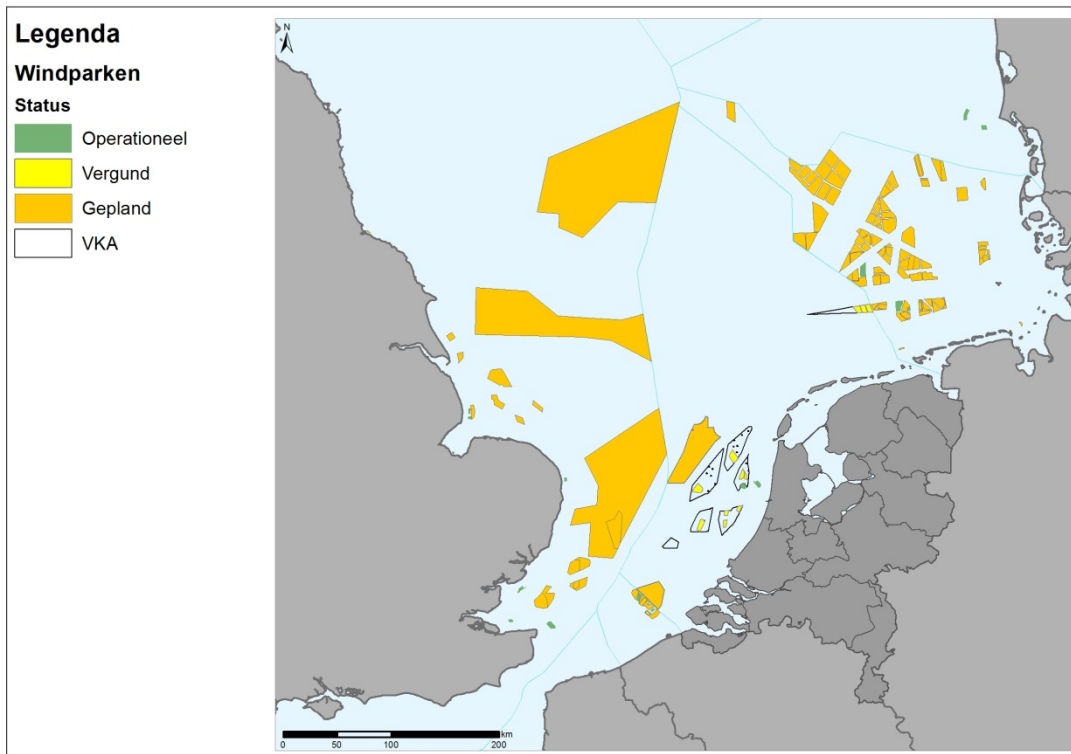 Legenda
Windparken
Status
Operationeel
Vergund
Gepland
VKA
N
km
0 50 100 200